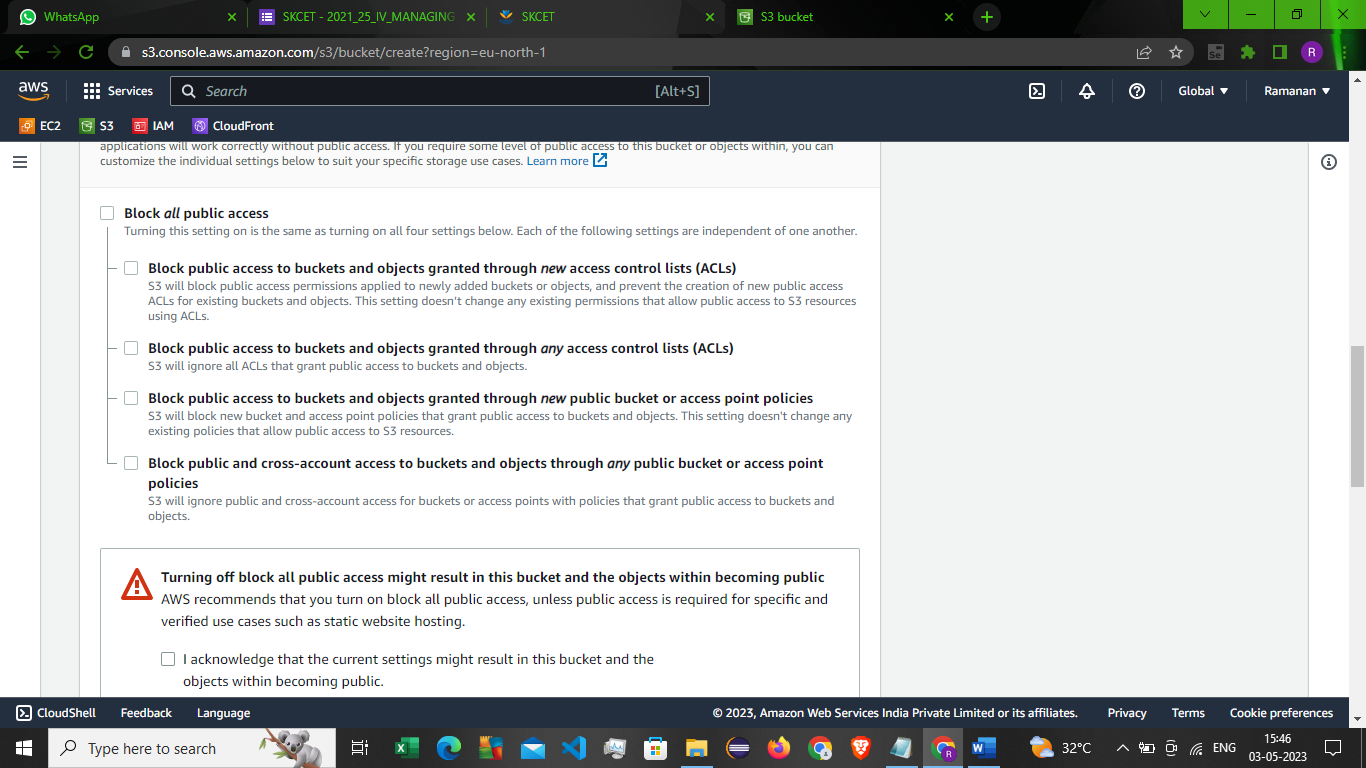 WhatsApp
SKCET - 2021_25_IV_MANAGING
SKCET
S3 bucket
s3.console.aws.amazon.com/s3/bucket/create?region=eu-north-1
R
aws
Services
Search
[Alt+S]
Global
Ramanan
EC2
S3
IAM
CloudFront
applications will work correctly without public access. If you require some level of public access to this bucket or objects within, you can
customize the individual settings below to suit your specific storage use cases. Learn more
Block all public access
Turning this setting on is the same as turning on all four settings below. Each of the following settings are independent of one another.
Block public access to buckets and objects granted through new access control lists (ACLs)
S3 will block public access permissions applied to newly added buckets or objects, and prevent the creation of new public access
ACLs for existing buckets and objects. This setting doesn't change any existing permissions that allow public access to S3 resources
using ACLs.
Block public access to buckets and objects granted through any access control lists (ACLs)
S3 will ignore all ACLs that grant public access to buckets and objects.
Block public access to buckets and objects granted through new public bucket or access point policies
S3 will block new bucket and access point policies that grant public access to buckets and objects. This setting doesn't change any
existing policies that allow public access to S3 resources.
Block public and cross-account access to buckets and objects through any public bucket or access point
policies
S3 will ignore public and cross-account access for buckets or access points with policies that grant public access to buckets and
objects.
Turning off block all public access might result in this bucket and the objects within becoming public
AWS recommends that you turn on block all public access, unless public access is required for specific and
verified use cases such as static website hosting.
I acknowledge that the current settings might result in this bucket and the
objects within becoming public.
CloudShell
Feedback
Language
© 2023, Amazon Web Services India Private Limited or its affiliates.
Privacy
Terms
Cookie preferences
Type here to search
32°C
ENG
15:46
03-05-2023